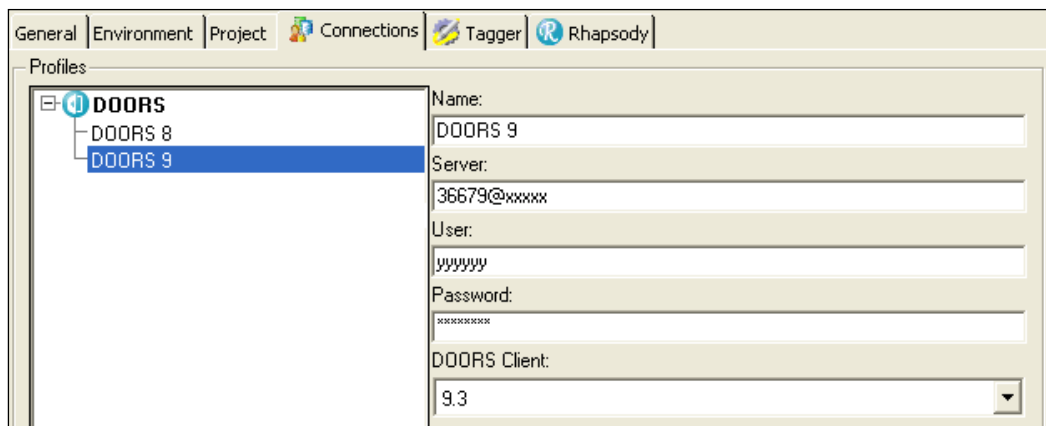 General Environment Project Connections Tagger R Rhapsody
Profiles
DOORS
DOORS 8
DOORS 9
Name:
DOORS 9
Server:
36679@xxxxx
User:
yyyyyy
Password:
********
DOORS Client:
9.3